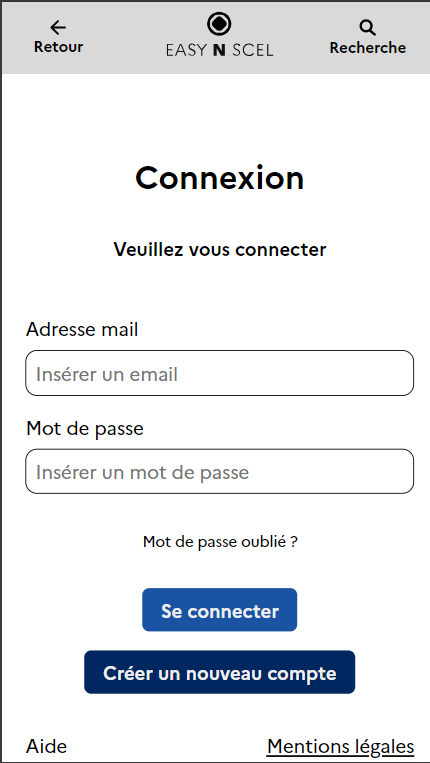 Retour
EASY N SCEL
Recherche
Connexion
Veuillez vous connecter
Adresse mail
Insérer un email
Mot de passe
Insérer un mot de passe
Mot de passe oublié ?
Se connecter
Créer un nouveau compte
Aide
Mentions légales